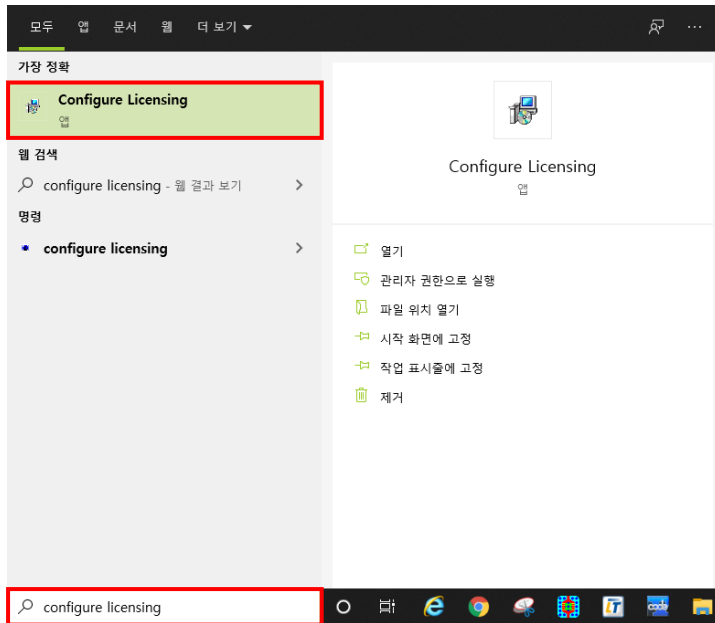 모두 앱 문서 웹 더 보기
가장 정확
Configure Licensing
앱
웹 검색
configure licensing - 웹 결과 보기
명령
configure licensing
Configure Licensing
앱
열기
관리자 권한으로 실행
파일 위치 열기
시작 화면에 고정
작업 표시줄에 고정
제거
configure licensing
code